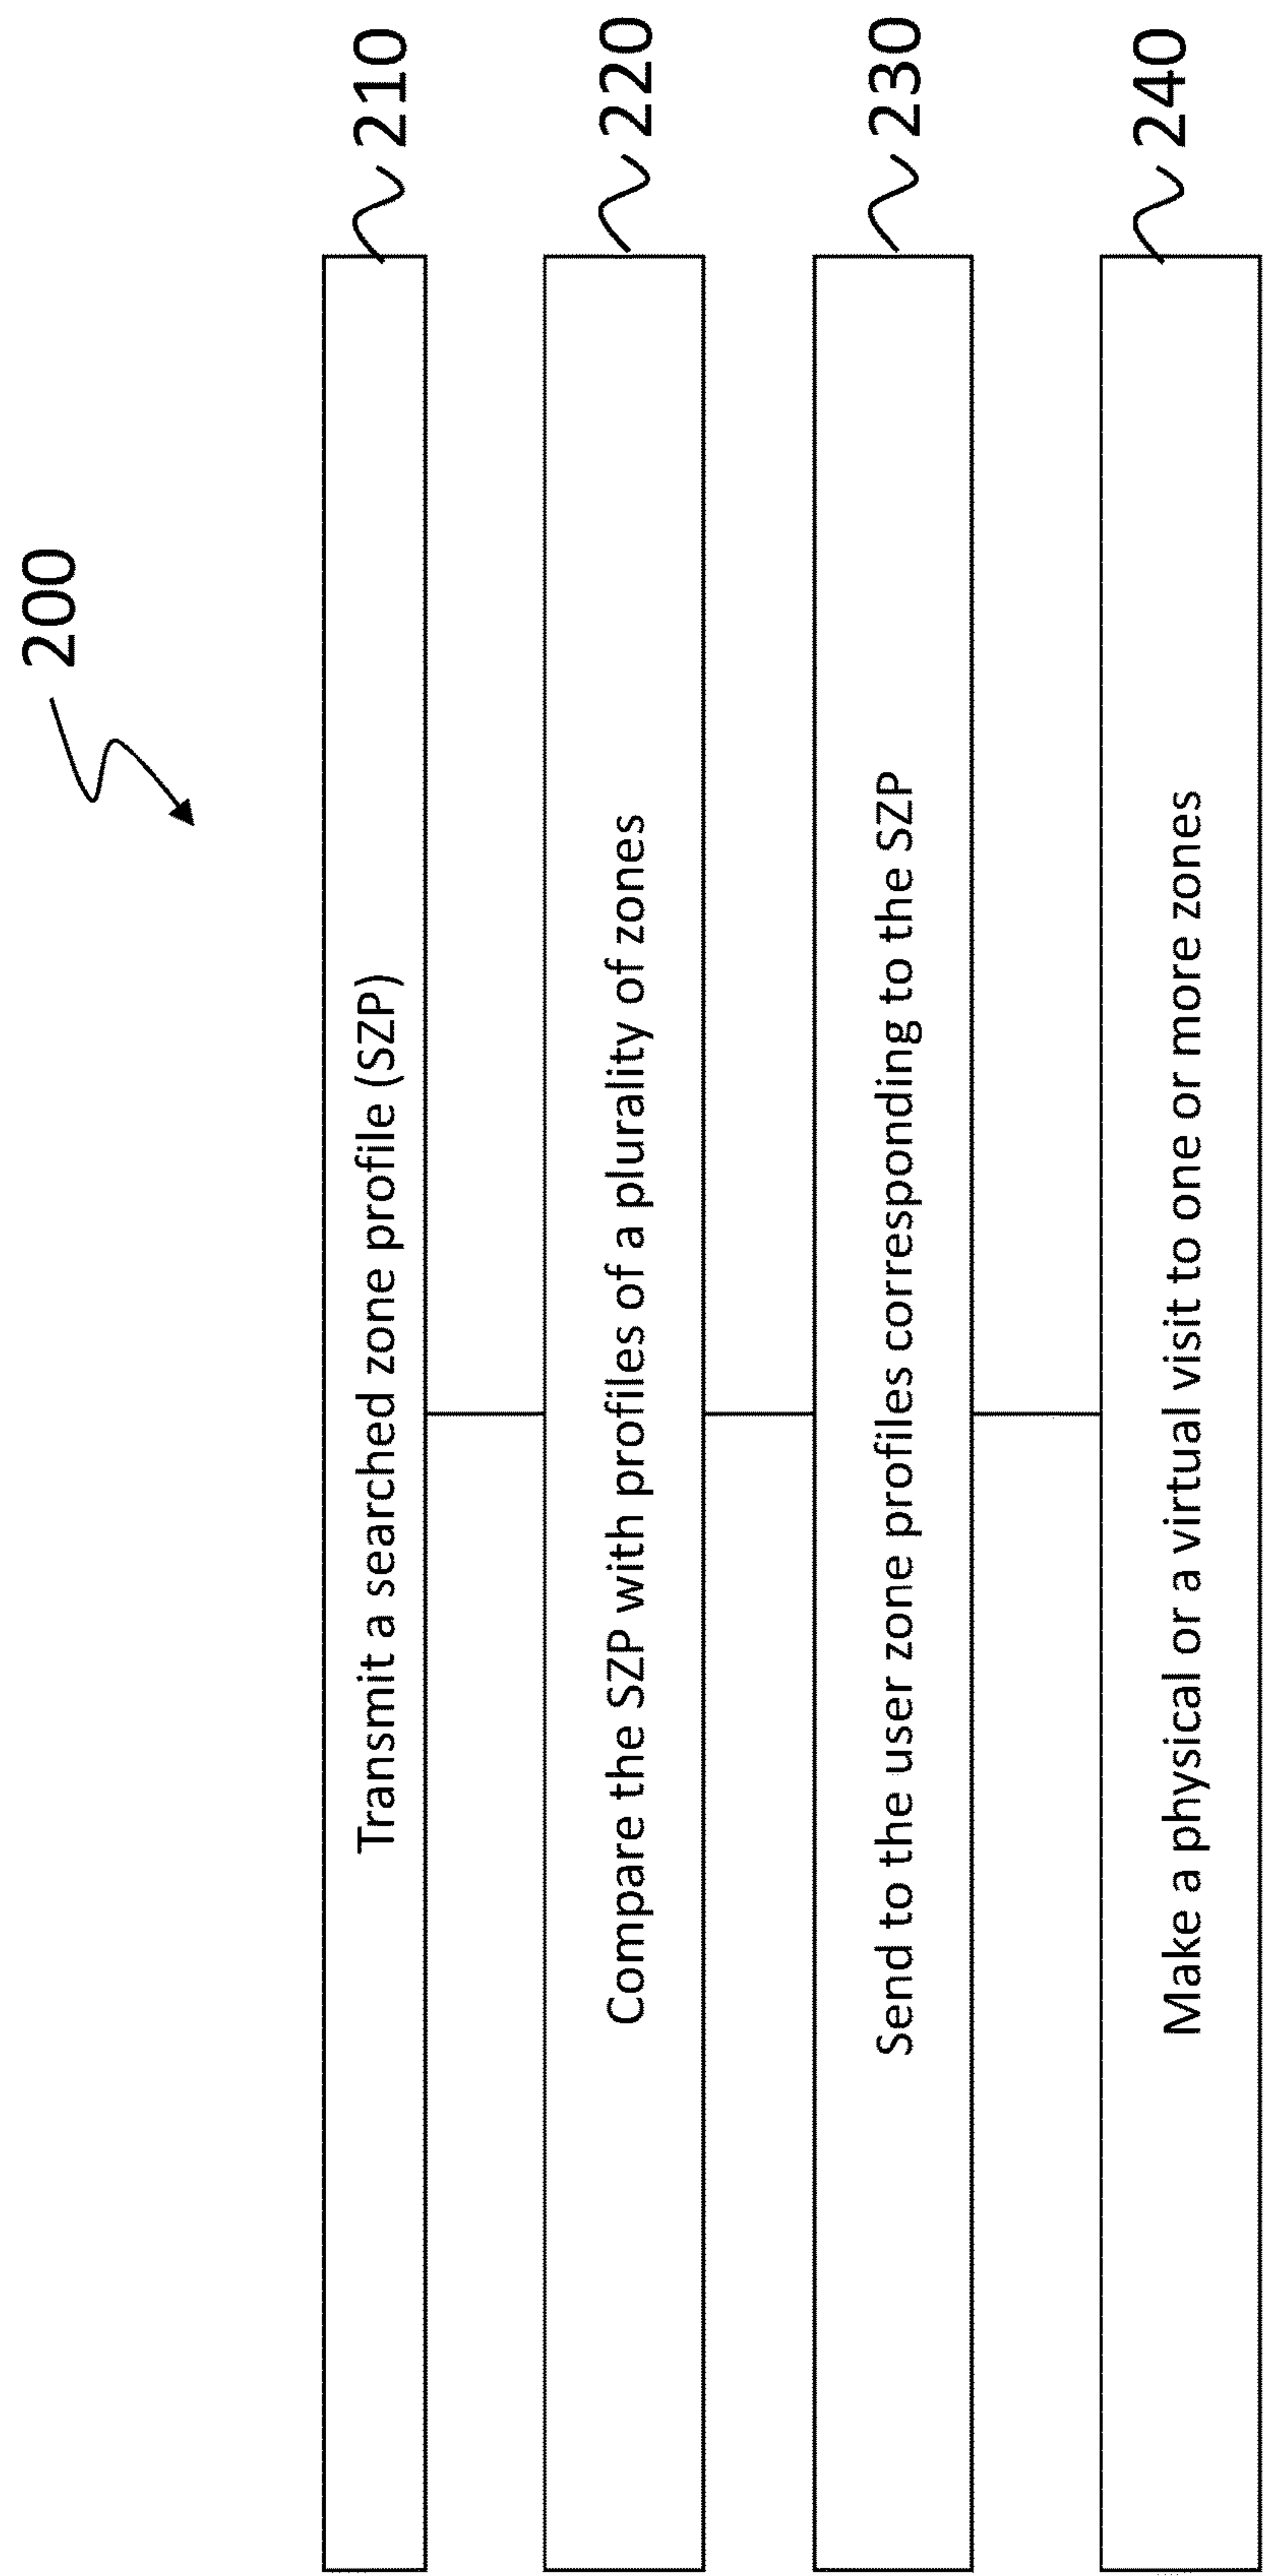 200
Transmit a searched zone profile (SZP)
210
Compare the SZP with profiles of a plurality of zones
220
Send to the user zone profiles corresponding to the SZP
230
Make a physical or a virtual visit to one or more zones
240